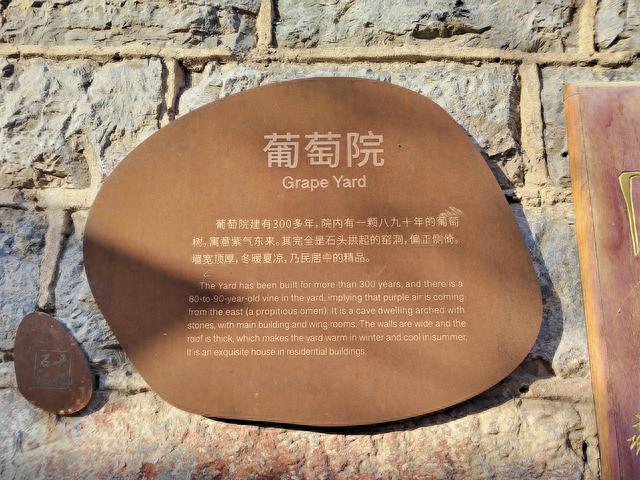 葡萄院
Grape Yard
葡萄院建有300多年。院内有一颗八九十年的葡萄
树，寓意紫气东来。其完全是石头拱起的窑洞，偏正侧倚。
墙宽顶厚，冬暖夏凉，乃民居中的精品。
The Yard has been built for more than 300 years, and there is a
80-to-90-year-old vine in the yard, implying that purple air is coming
from the east (a propitious omen). It is a cave dwelling arched with
stones, with main building and wing rooms. The walls are wide and the
roof is thick, which makes the yard warm in winter and cool in summer.
It is an exquisite house in residential buildings.